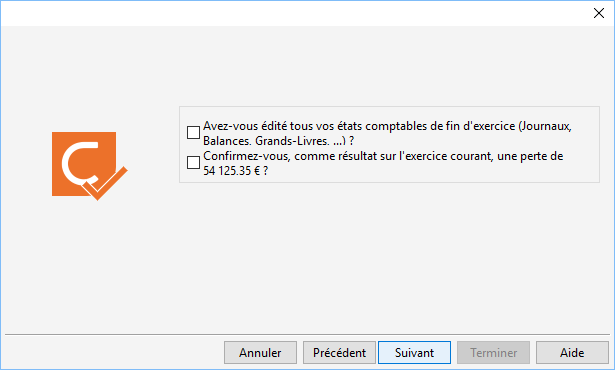 Avez-vous édité tous vos états comptables de fin d'exercice (Journaux,
Balances, Grands-Livres, ...) ?
Confirmez-vous, comme résultat sur l'exercice courant, une perte de
54 125.35 € ?
Annuler Précédent Suivant Terminer Aide